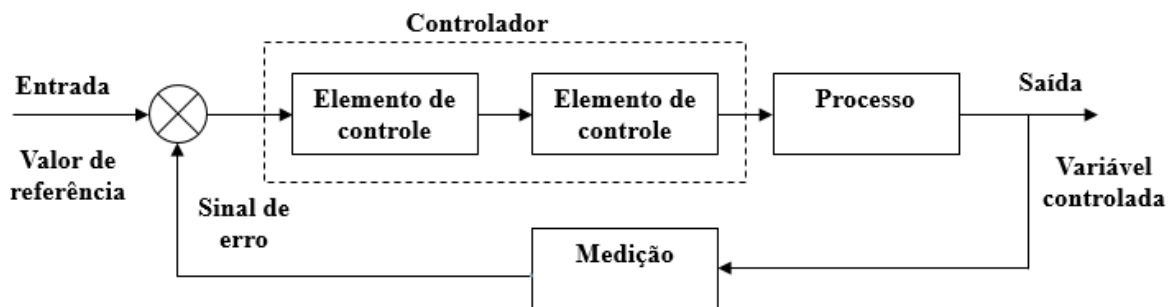 Controlador
Entrada
Valor de
referência
Elemento de
controle
Elemento de
controle
Processo
Saída
Variável
controlada
Sinal de
erro
Medição